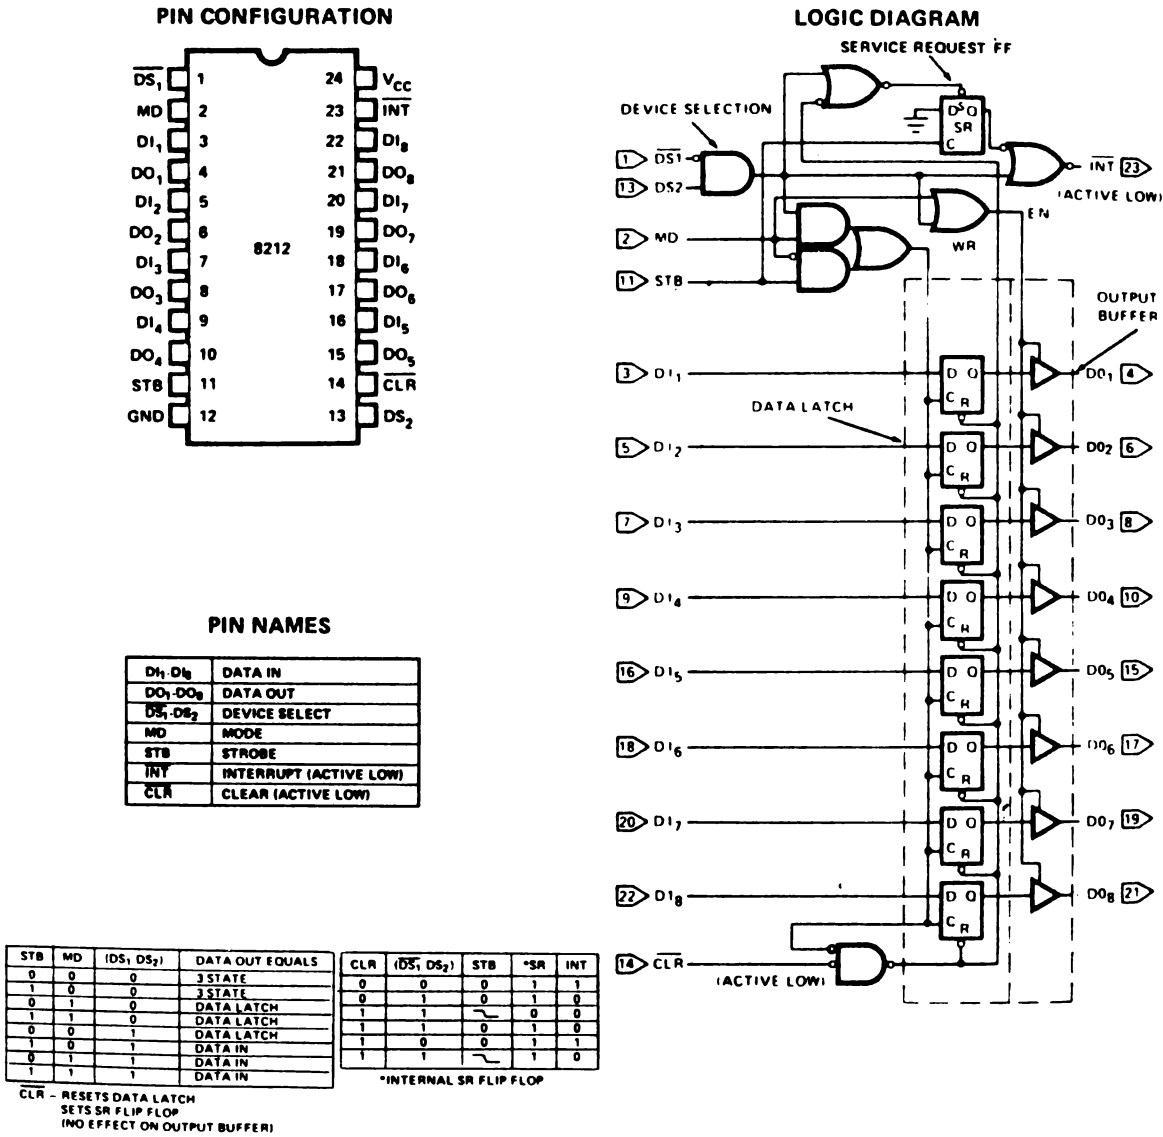 PIN CONFIGURATION
DS1 1 24 VCC
MD 2 23 INT
DI1 3 22 DI8
DO1 4 21 DO8
DI2 5 20 DI7
DO2 6 19 DO7
8212
DI3 7 18 DI6
DO3 8 17 DO6
DI4 9 16 DI5
DO4 10 15 DO5
STB 11 14 CLR
GND 12 13 DS2
PIN NAMES
DI1-DI8 DATA IN
DO1-DO8 DATA OUT
DS1-DS2 DEVICE SELECT
MD MODE
STB STROBE
INT INTERRUPT (ACTIVE LOW)
CLR CLEAR (ACTIVE LOW)
STB MD (DS1 DS2) DATA OUT EQUALS
0 0 0 3 STATE
1 0 0 3 STATE
0 1 0 DATA LATCH
1 1 0 DATA LATCH
0 0 1 DATA LATCH
1 0 1 DATA IN
0 1 1 DATA IN
1 1 1 DATA IN
CLR – RESETS DATA LATCH
SETS SR FLIP FLOP
(NO EFFECT ON OUTPUT BUFFER)
CLR (DS1 DS2) STB *SR INT
0 0 0 1 1
0 1 0 1 0
1 1 0 0
1 1 0 1 0
1 0 0 1 1
1 1 1 0
*INTERNAL SR FLIP FLOP
LOGIC DIAGRAM
SERVICE REQUEST FF
DEVICE SELECTION
D S Q
SR
C
1 DS1
13 DS2
INT 23
(ACTIVE LOW)
2 MD
EN
WR
11 STB
OUTPUT
BUFFER
3 DI1 D Q DO1 4
C R
DATA LATCH
5 DI2 D Q DO2 6
C R
7 DI3 D Q DO3 8
C R
9 DI4 D Q DO4 10
C R
16 DI5 D Q DO5 15
C R
18 DI6 D Q DO6 17
C R
20 DI7 D Q DO7 19
C R
22 DI8 D Q DO8 21
C R
14 CLR
(ACTIVE LOW)